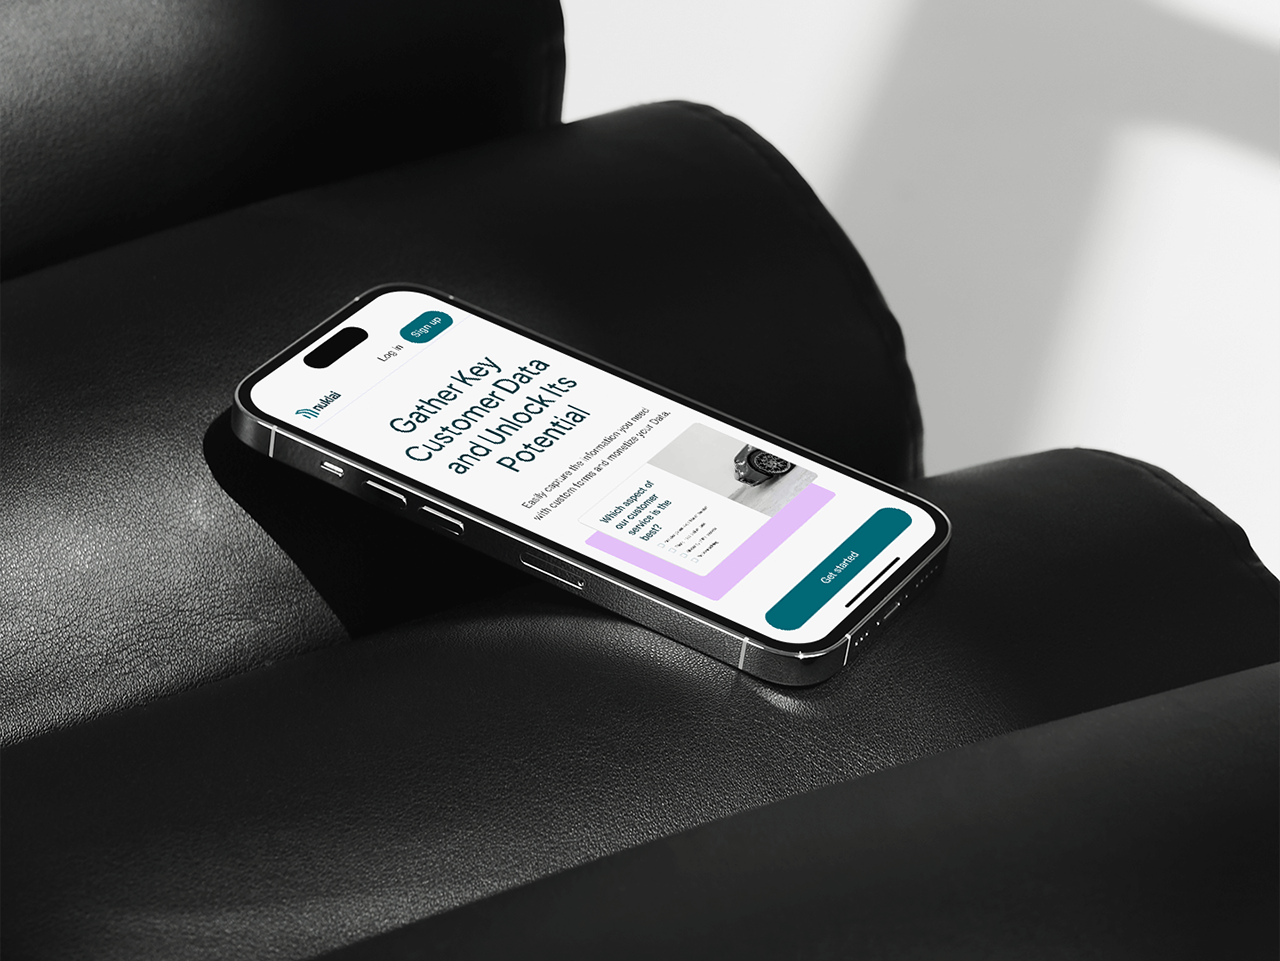 nuklai
Log in
Sign up
Gather Key
Customer Data
and Unlock Its
Potential
Easily capture the information you need
with custom forms and monetize your Data.
Which aspect of
our customer
service is the
best?
Get started